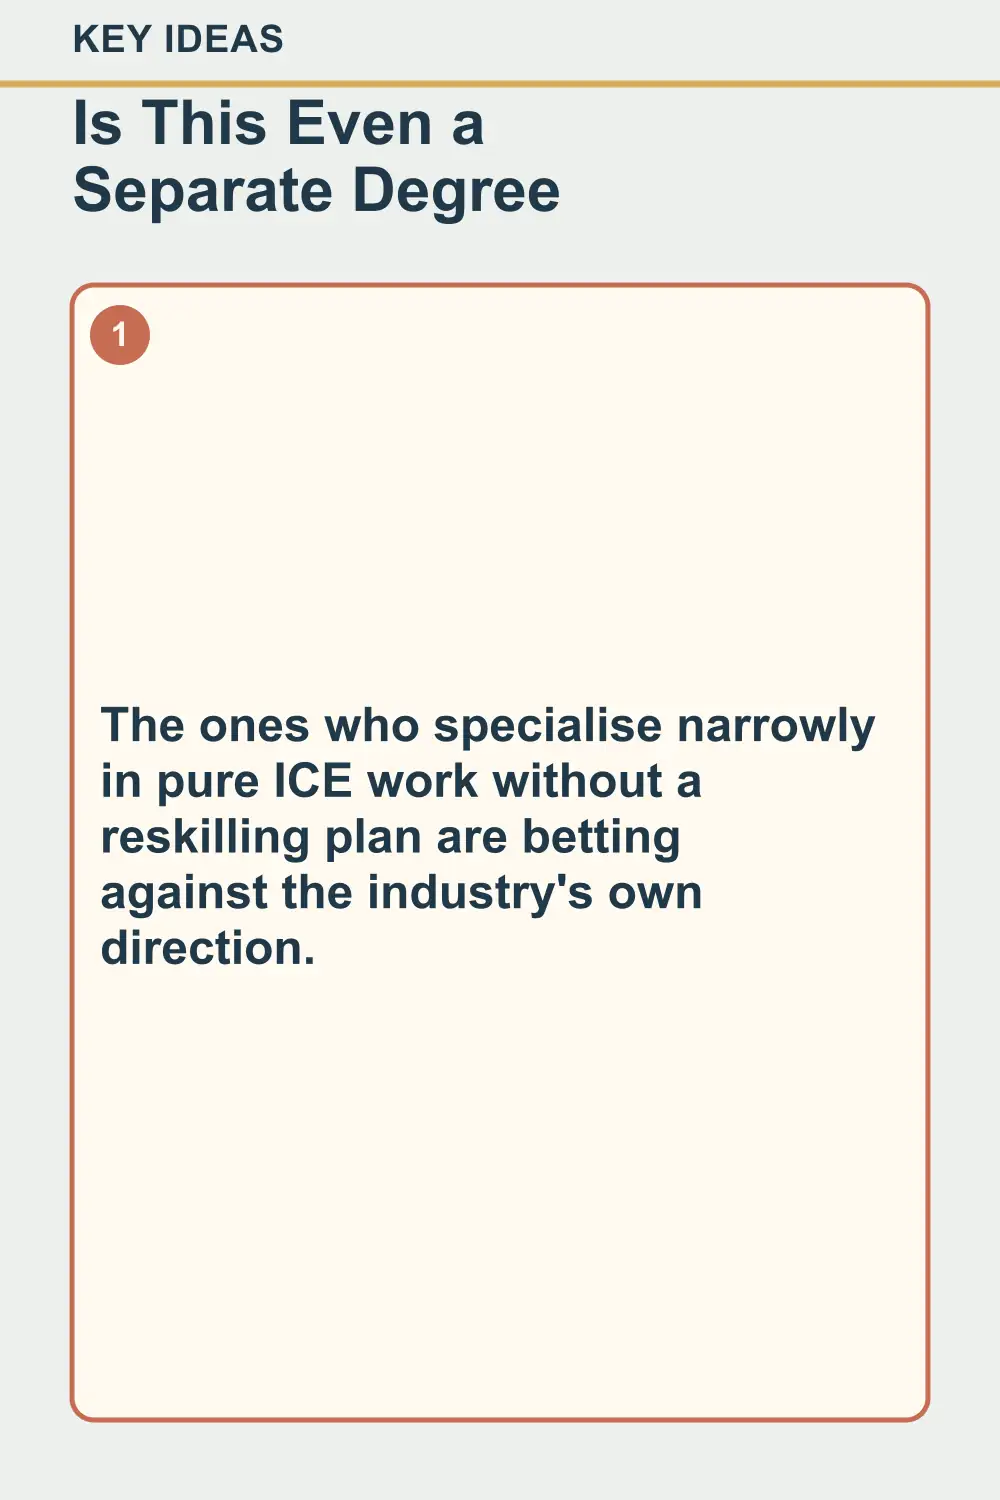 KEY IDEAS
Is This Even a
Separate Degree
1
The ones who specialise narrowly
in pure ICE work without a
reskilling plan are betting
against the industry's own
direction.